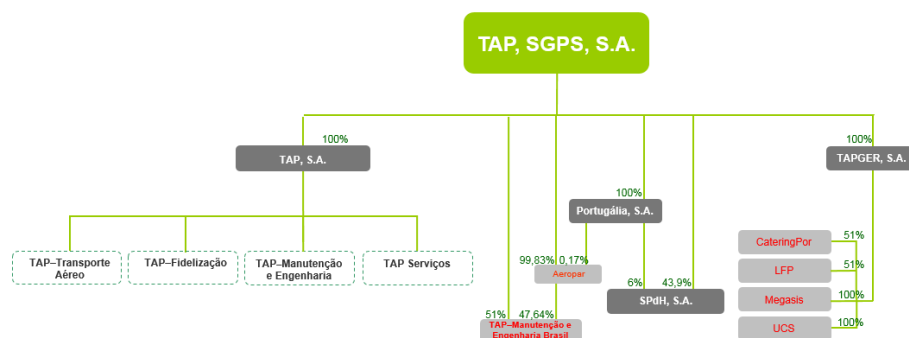 TAP, SGPS, S.A.
100%
100%
TAP, S.A.
TAPGER, S.A.
100%
Portugália, S.A.
TAP–Transporte
Aéreo
TAP–Fidelização
TAP–Manutenção
e Engenharia
TAP Serviços
CateringPor
51%
99,83%
0,17%
Aeropar
LFP
51%
6%
43,9%
SPdH, S.A.
Megasis
100%
51%
47,64%
TAP–Manutenção e
Engenharia Brasil
UCS
100%